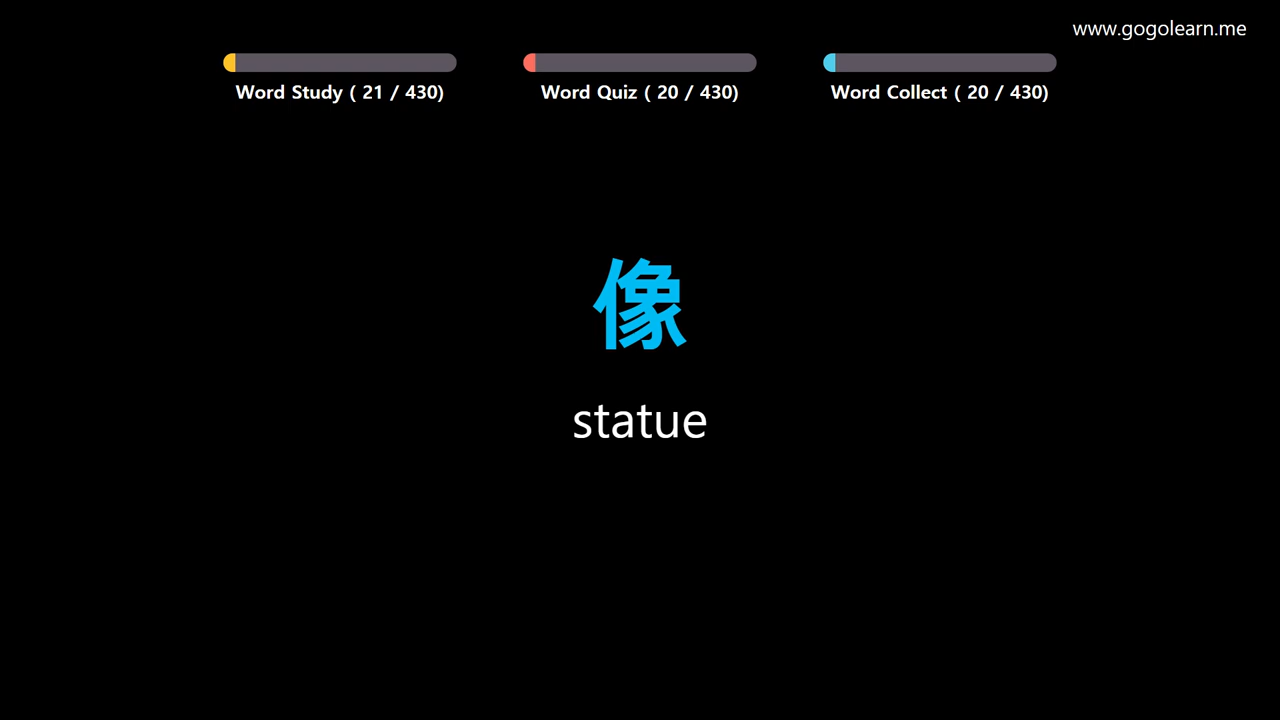 www.gogolearn.me
Word Study ( 21 / 430)
Word Quiz ( 20 / 430)
Word Collect ( 20 / 430)
像
statue